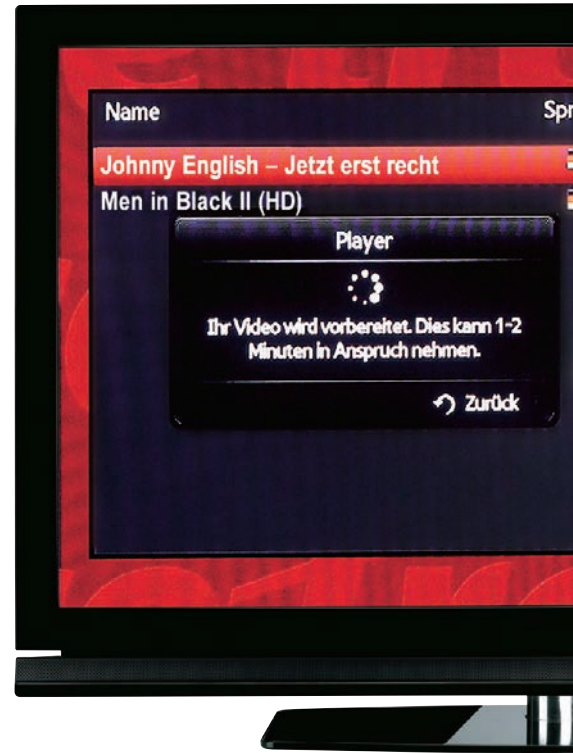 Name Spr
Johnny English – Jetzt erst recht
Men in Black II (HD)
Player
Ihr Video wird vorbereitet. Dies kann 1-2
Minuten in Anspruch nehmen.
Zurück